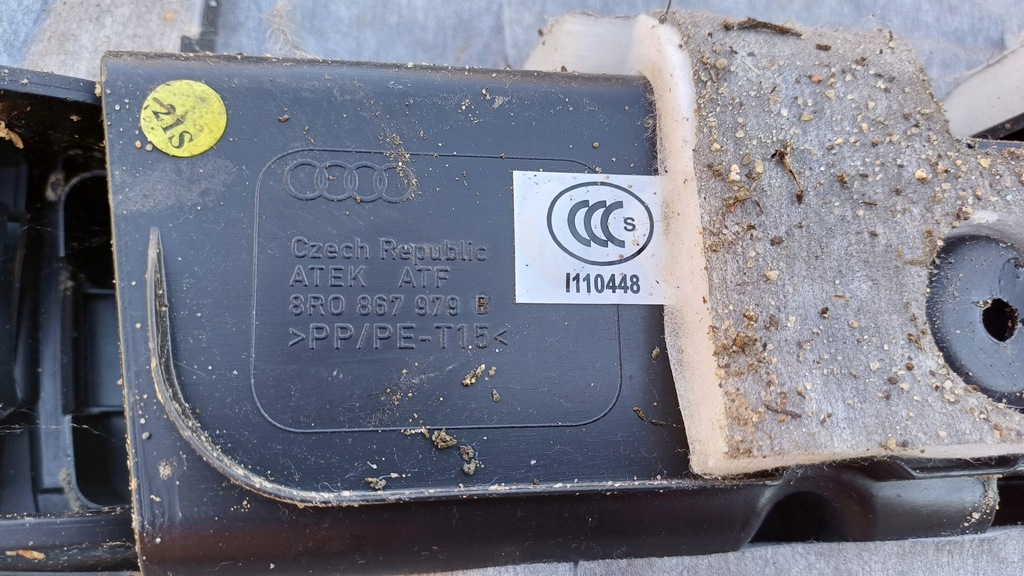 21S
CCC S
I110448
Czech Republic
ATEK ATF
8R0 867 979 B
>PP/PE-T15<